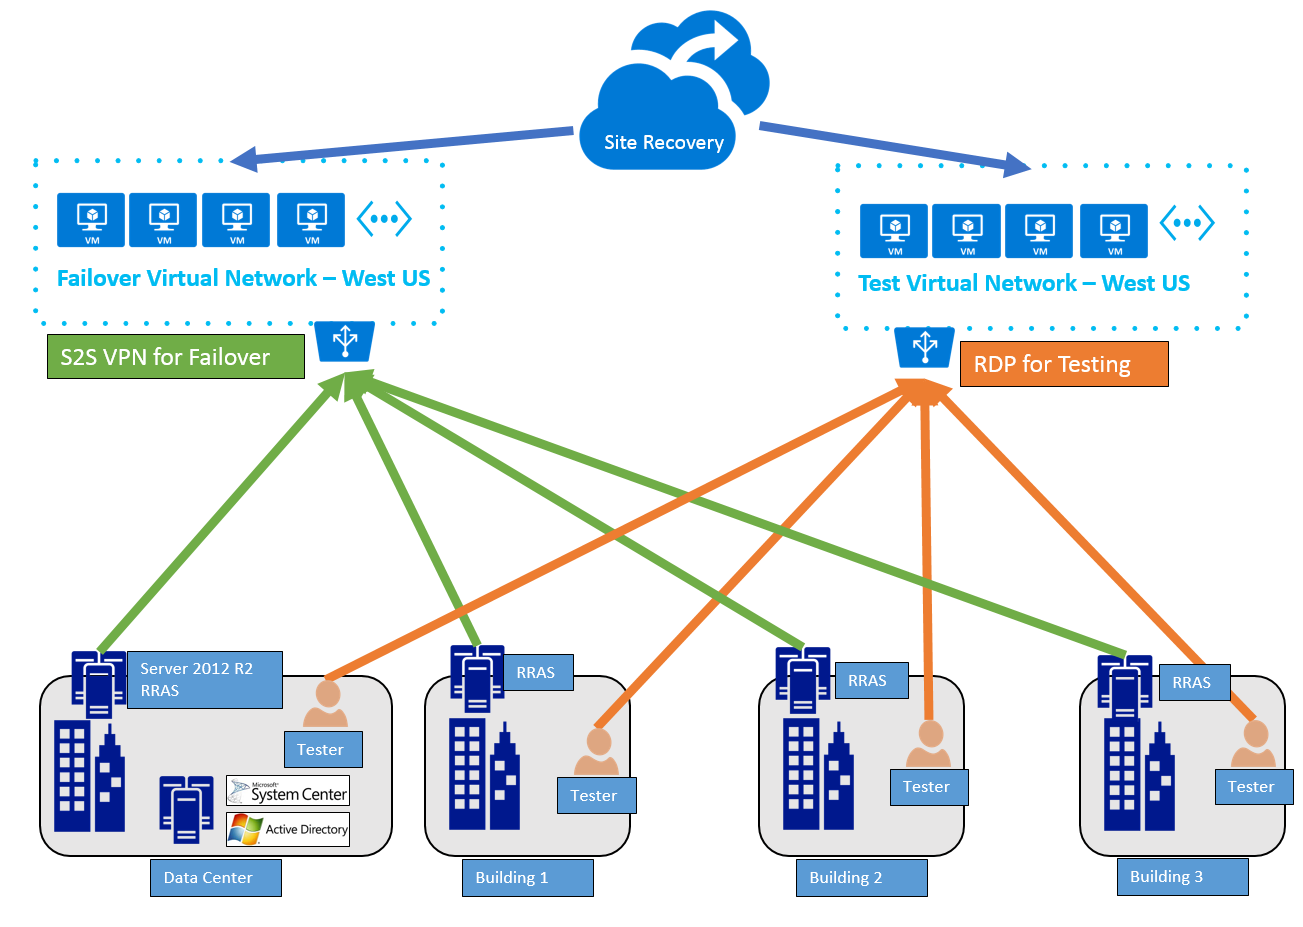 Site Recovery
VM VM VM VM
Failover Virtual Network – West US
VM VM VM VM
Test Virtual Network – West US
S2S VPN for Failover
RDP for Testing
Server 2012 R2
RRAS
Tester
Microsoft
System Center
Active Directory
Data Center
RRAS
Tester
Building 1
RRAS
Tester
Building 2
RRAS
Tester
Building 3